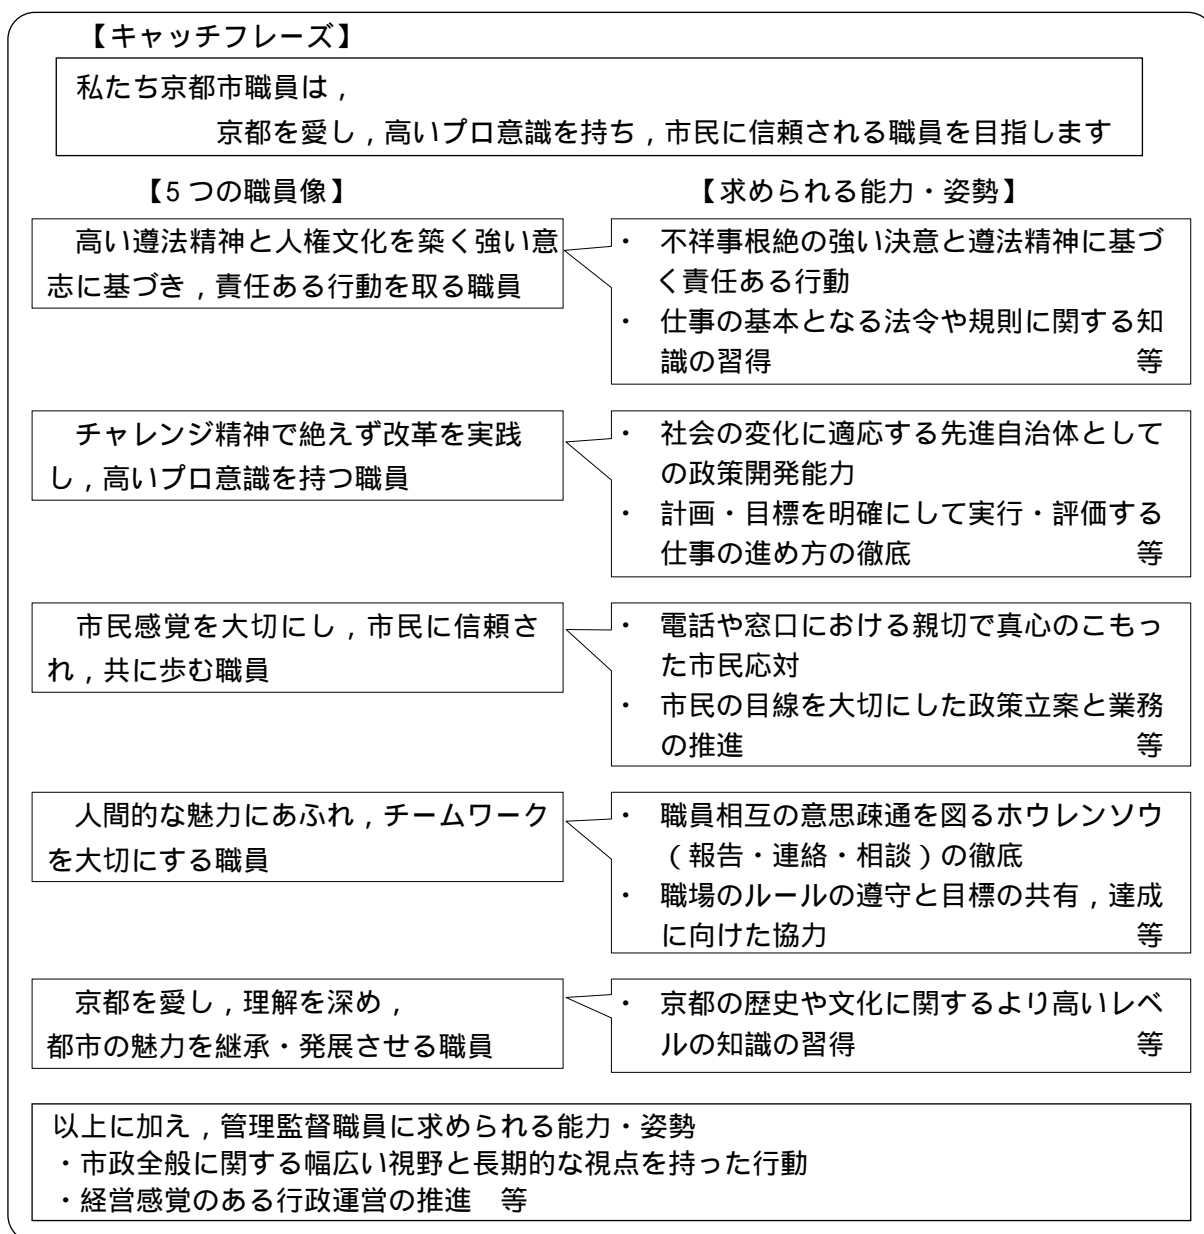 【キャッチフレーズ】
私たち京都市職員は，
京都を愛し，高いプロ意識を持ち，市民に信頼される職員を目指します
【5つの職員像】
【求められる能力・姿勢】
高い遵法精神と人権文化を築く強い意
志に基づき，責任ある行動を取る職員
・ 不祥事根絶の強い決意と遵法精神に基づ
く責任ある行動
・ 仕事の基本となる法令や規則に関する知
識の習得 等
チャレンジ精神で絶えず改革を実践
し，高いプロ意識を持つ職員
・ 社会の変化に適応する先進自治体として
の政策開発能力
・ 計画・目標を明確にして実行・評価する
仕事の進め方の徹底 等
市民感覚を大切にし，市民に信頼さ
れ，共に歩む職員
・ 電話や窓口における親切で真心のこもっ
た市民応対
・ 市民の目線を大切にした政策立案と業務
の推進 等
人間的な魅力にあふれ，チームワーク
を大切にする職員
・ 職員相互の意思疎通を図るホウレンソウ
（報告・連絡・相談）の徹底
・ 職場のルールの遵守と目標の共有，達成
に向けた協力 等
京都を愛し，理解を深め，
都市の魅力を継承・発展させる職員
・ 京都の歴史や文化に関するより高いレベ
ルの知識の習得 等
以上に加え，管理監督職員に求められる能力・姿勢
・市政全般に関する幅広い視野と長期的な視点を持った行動
・経営感覚のある行政運営の推進 等